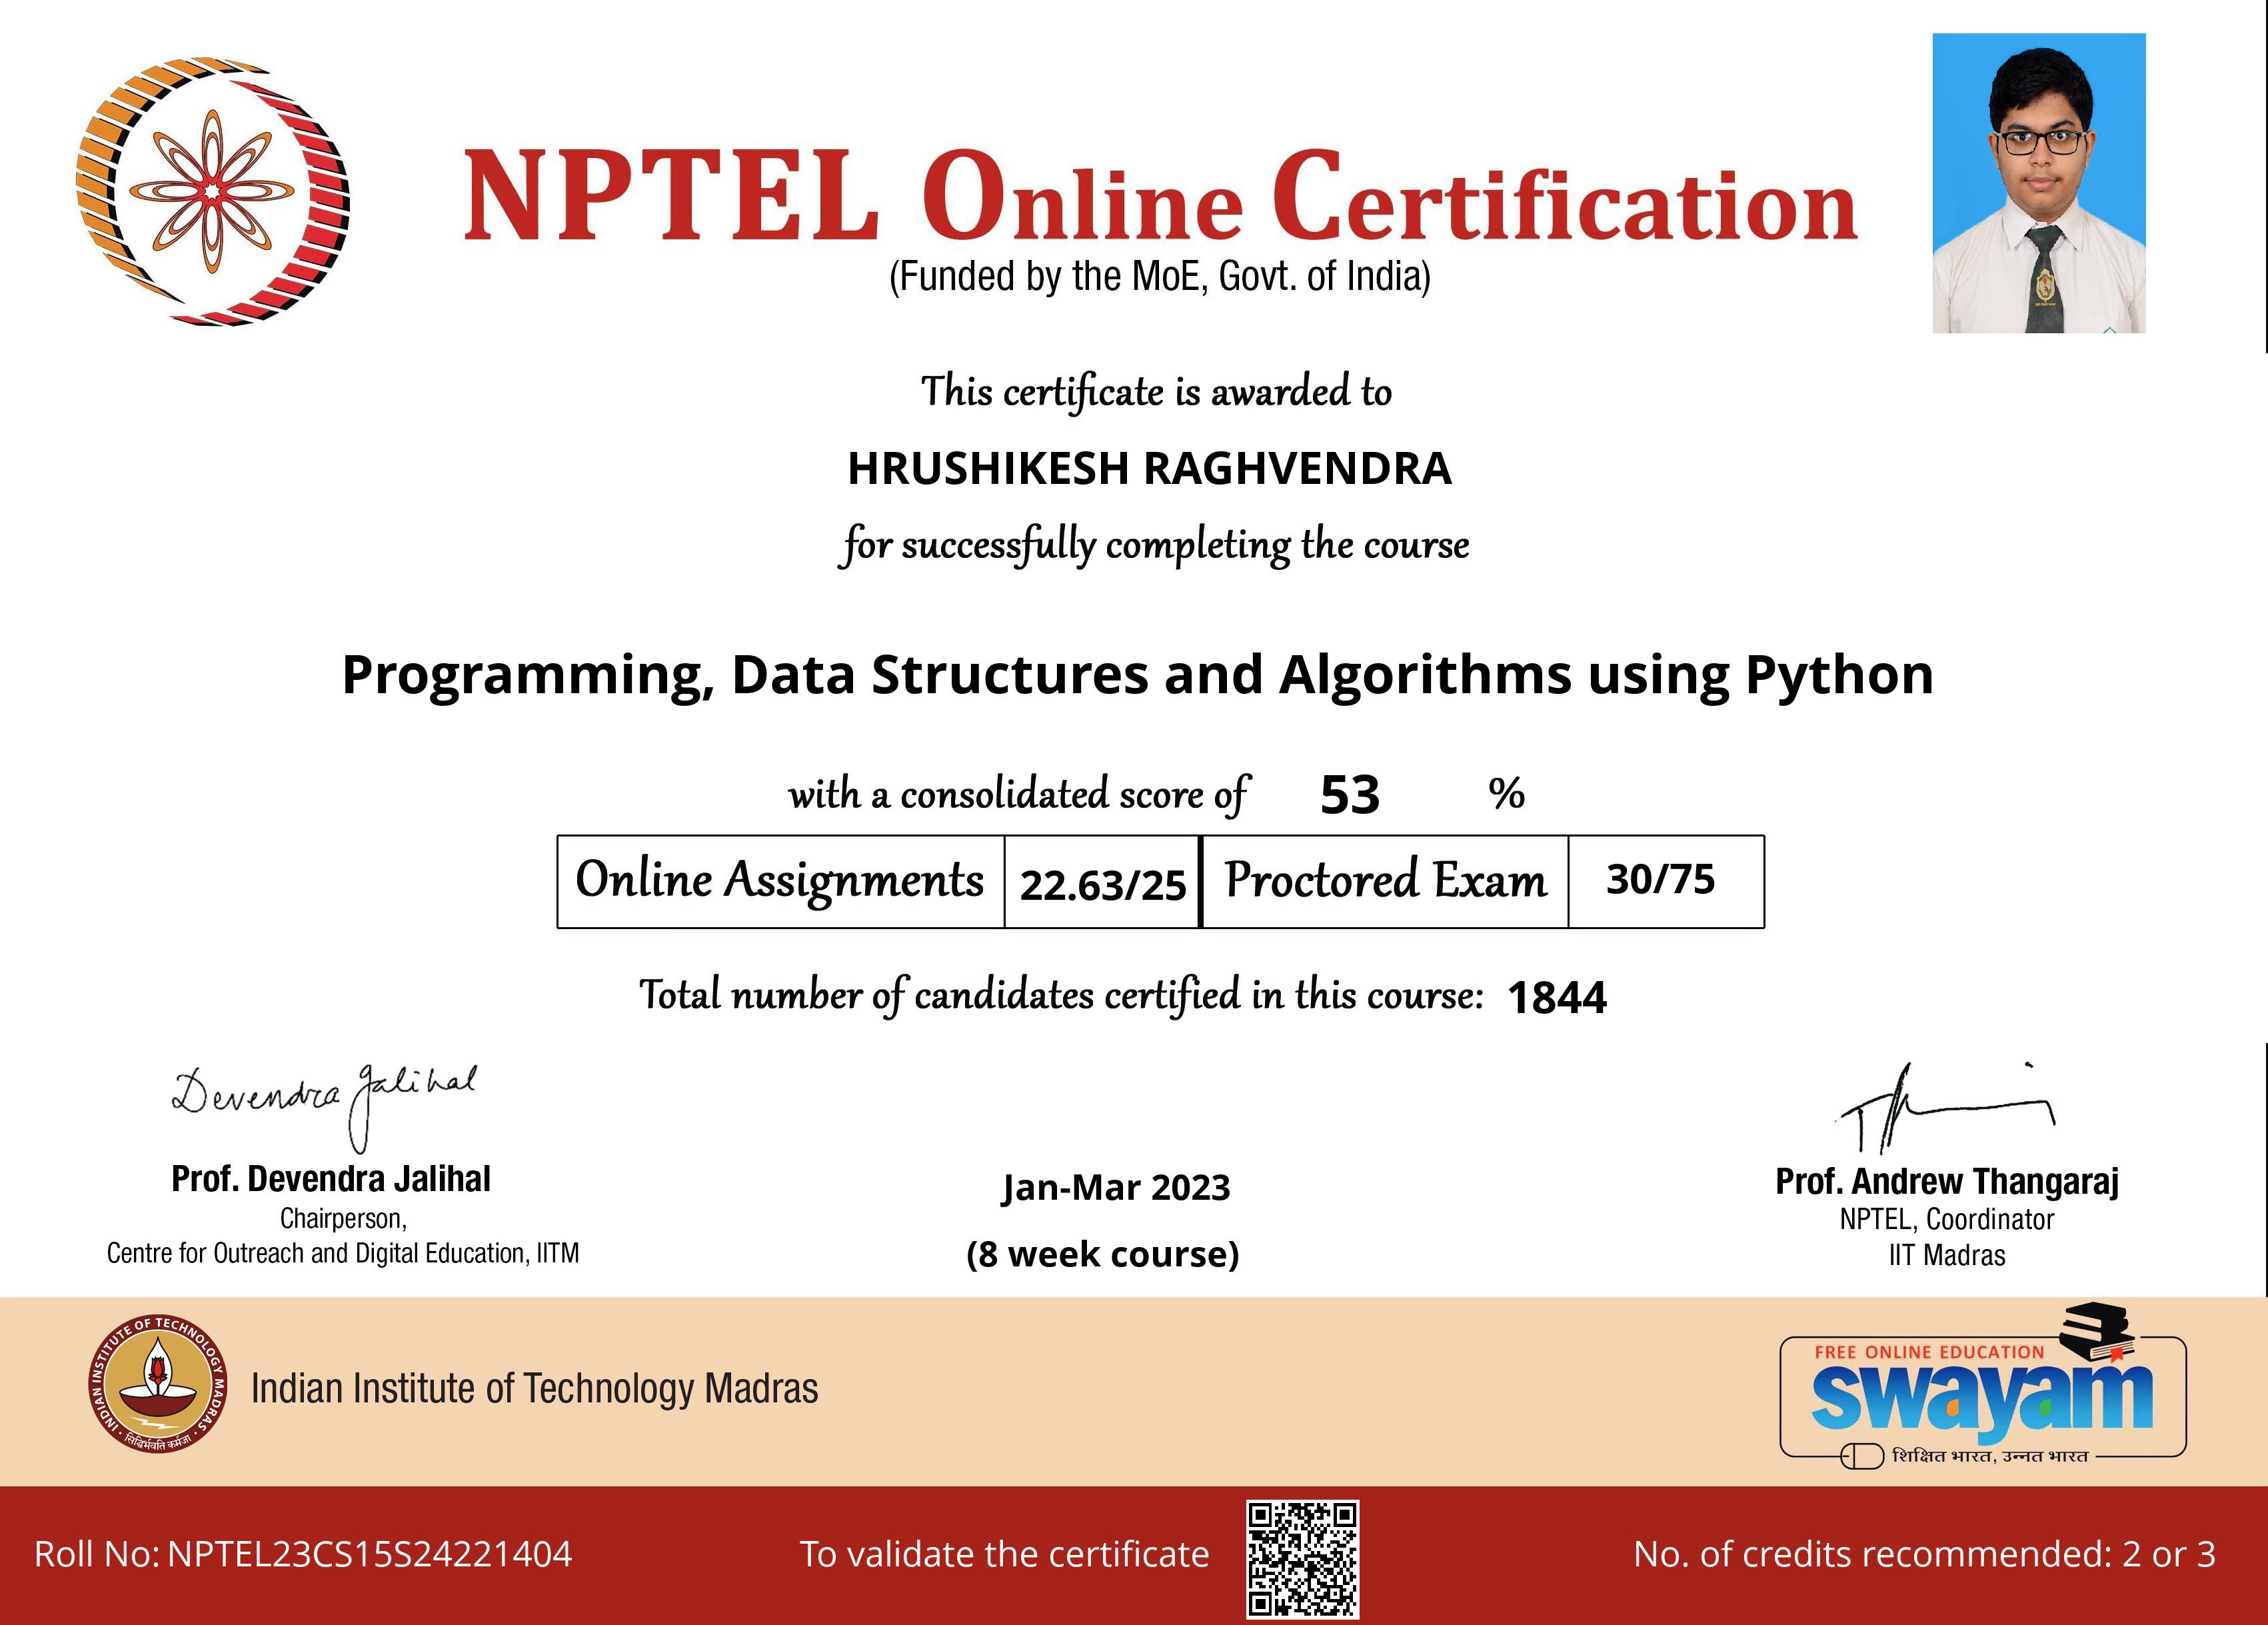 NPTEL Online Certification
(Funded by the MoE, Govt. of India)
This certificate is awarded to
HRUSHIKESH RAGHVENDRA
for successfully completing the course
Programming, Data Structures and Algorithms using Python
with a consolidated score of 53 %
Online Assignments 22.63/25 Proctored Exam 30/75
Total number of candidates certified in this course: 1844
Devendra Jalihal
Prof. Devendra Jalihal
Chairperson,
Centre for Outreach and Digital Education, IITM
Jan-Mar 2023
(8 week course)
Prof. Andrew Thangaraj
NPTEL, Coordinator
IIT Madras
INDIAN INSTITUTE OF TECHNOLOGY MADRAS
सिद्धिर्भवति कर्मजा
Indian Institute of Technology Madras
FREE ONLINE EDUCATION
swayam
शिक्षित भारत, उन्नत भारत
Roll No: NPTEL23CS15S24221404
To validate the certificate
No. of credits recommended: 2 or 3